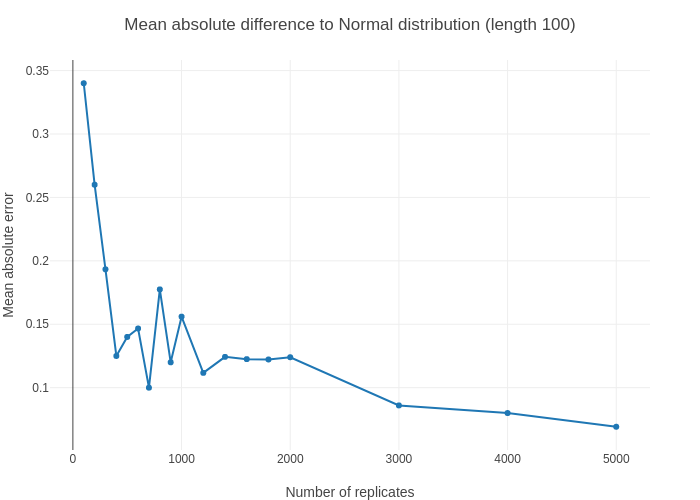 Mean absolute difference to Normal distribution (length 100)
Mean absolute error
0.35
0.3
0.25
0.2
0.15
0.1
0 1000 2000 3000 4000 5000
Number of replicates